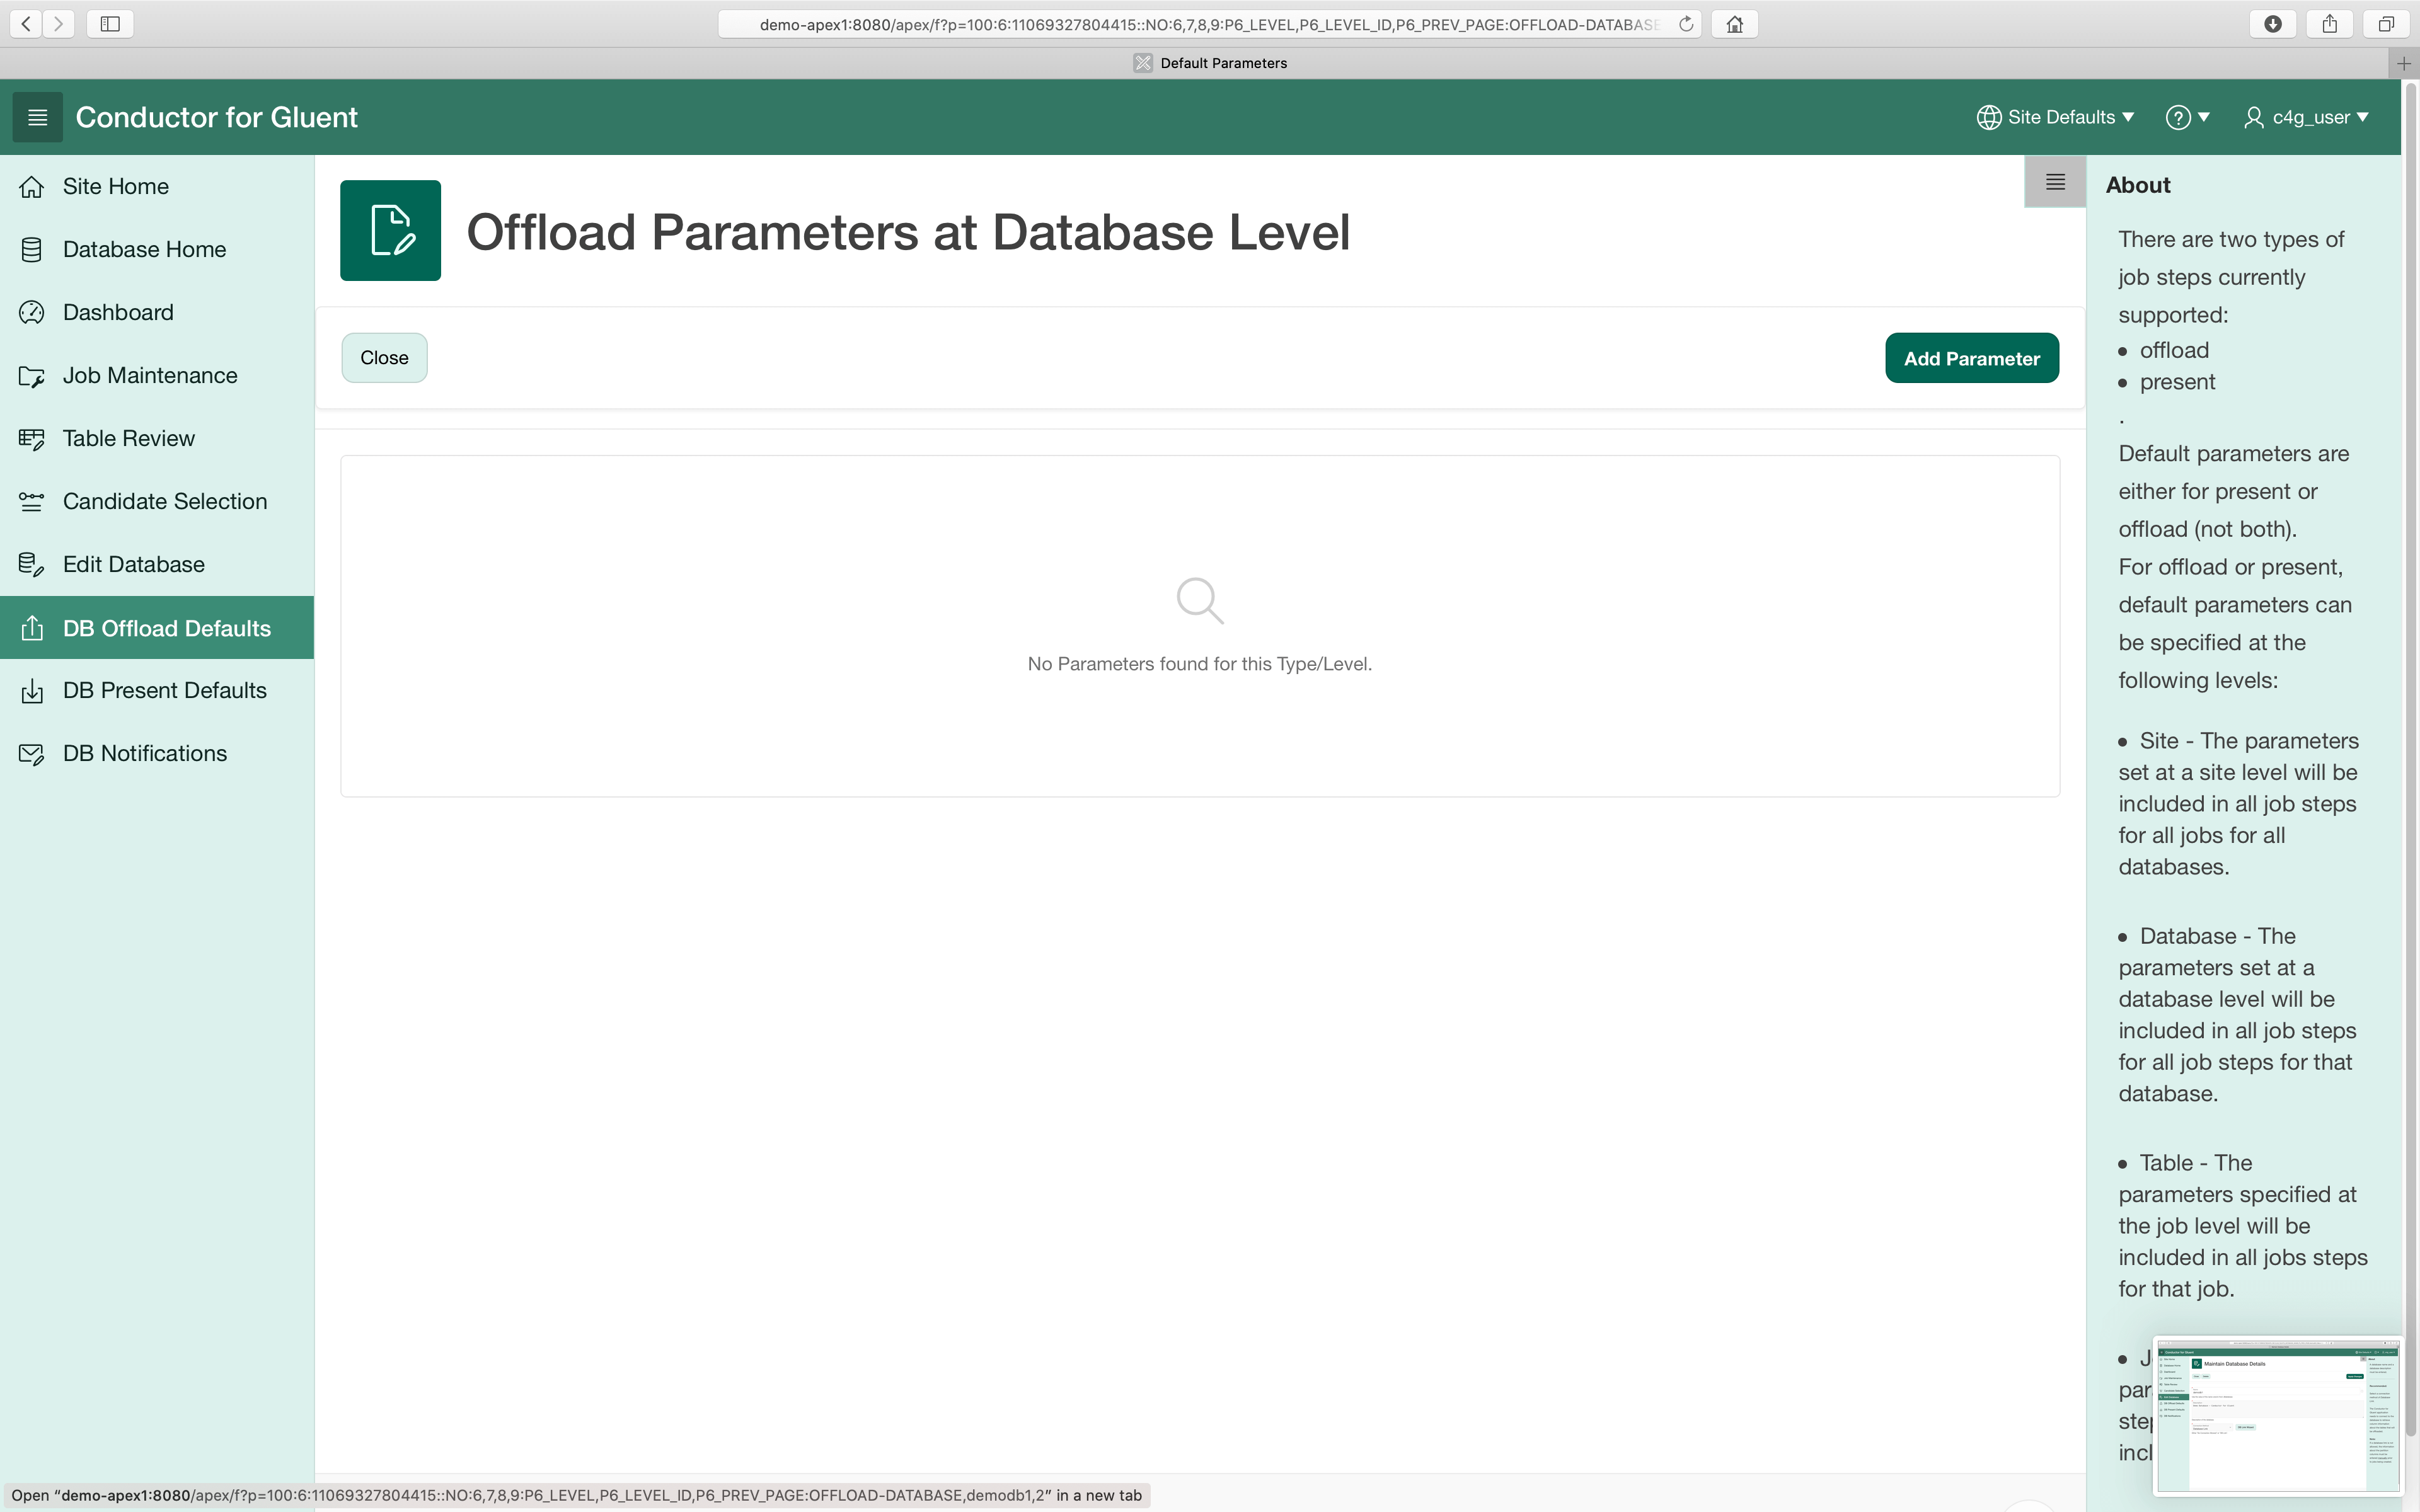 demo-apex1:8080/apex/f?p=100:6:11069327804415::NO:6,7,8,9:P6_LEVEL,P6_LEVEL_ID,P6_PREV_PAGE:OFFLOAD-DATABASE
Default Parameters
Conductor for Gluent
Site Defaults
?
c4g_user
Site Home
Database Home
Dashboard
Job Maintenance
Table Review
Candidate Selection
Edit Database
DB Offload Defaults
DB Present Defaults
DB Notifications
Offload Parameters at Database Level
Close
Add Parameter
No Parameters found for this Type/Level.
About
There are two types of
job steps currently
supported:
• offload
• present
.
Default parameters are
either for present or
offload (not both).
For offload or present,
default parameters can
be specified at the
following levels:
• Site - The parameters
set at a site level will be
included in all job steps
for all jobs for all
databases.
• Database - The
parameters set at a
database level will be
included in all job steps
for all job steps for that
database.
• Table - The
parameters specified at
the job level will be
included in all jobs steps
for that job.
Maintain Database Details
Open “demo-apex1:8080/apex/f?p=100:6:11069327804415::NO:6,7,8,9:P6_LEVEL,P6_LEVEL_ID,P6_PREV_PAGE:OFFLOAD-DATABASE,demodb1,2” in a new tab